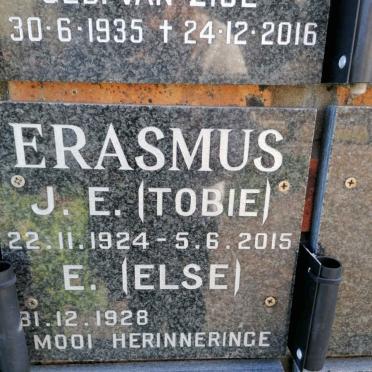 30·6·1935 † 24·12·2016
ERASMUS
J. E. (TOBIE)
22.11.1924 - 5.6.2015
E. (ELSE)
31.12.1928
MOOI HERINNERINGE